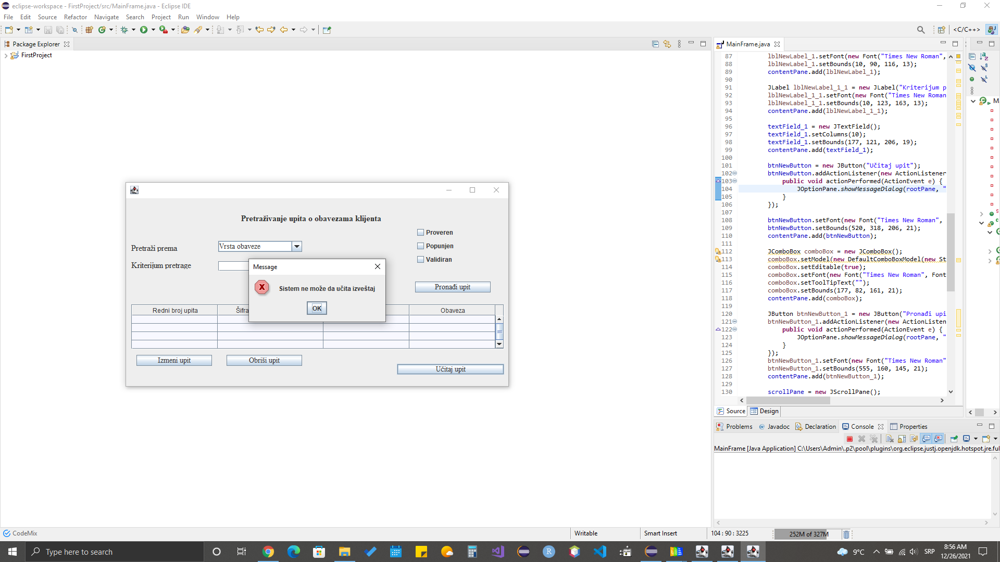 eclipse-workspace - FirstProject/src/MainFrame.java - Eclipse IDE
File Edit Source Refactor Navigate Search Project Run Window Help
<C/C++>
Package Explorer
FirstProject
Pretraživanje upita o obavezama klijenta
Proveren
Popunjen
Validiran
Pretraži prema
Vrsta obaveze
Kriterijum pretrage
Message
Sistem ne može da učita izveštaj
OK
Pronađi upit
Redni broj upita Šifra Obaveza
Izmeni upit Obriši upit
Učitaj upit
MainFrame.java
87 lblNewLabel_1.setFont(new Font("Times New Roman",
88 lblNewLabel_1.setBounds(10, 90, 116, 13);
89 contentPane.add(lblNewLabel_1);
90
91 JLabel lblNewLabel_1_1 = new JLabel("Kriterijum p
92 lblNewLabel_1_1.setFont(new Font("Times New Roman
93 lblNewLabel_1_1.setBounds(10, 123, 163, 13);
94 contentPane.add(lblNewLabel_1_1);
95
96 textField_1 = new JTextField();
97 textField_1.setColumns(10);
98 textField_1.setBounds(177, 121, 206, 19);
99 contentPane.add(textField_1);
100
101 btnNewButton = new JButton("Učitaj upit");
102 btnNewButton.addActionListener(new ActionListener
103 public void actionPerformed(ActionEvent e) {
104 JOptionPane.showMessageDialog(rootPane, "
105 }
106 });
107
108 btnNewButton.setFont(new Font("Times New Roman",
109 btnNewButton.setBounds(520, 318, 206, 21);
110 contentPane.add(btnNewButton);
111
112 JComboBox comboBox = new JComboBox();
113 comboBox.setModel(new DefaultComboBoxModel(new St
114 comboBox.setEditable(true);
115 comboBox.setFont(new Font("Times New Roman", Font
116 comboBox.setToolTipText("");
117 comboBox.setBounds(177, 82, 161, 21);
118 contentPane.add(comboBox);
119
120 JButton btnNewButton_1 = new JButton("Pronađi upi
121 btnNewButton_1.addActionListener(new ActionListen
122 public void actionPerformed(ActionEvent e) {
123 JOptionPane.showMessageDialog(rootPane, "
124 }
125 });
126 btnNewButton_1.setFont(new Font("Times New Roman"
127 btnNewButton_1.setBounds(555, 160, 145, 21);
128 contentPane.add(btnNewButton_1);
129
130 scrollPane = new JScrollPane();
Source Design
M
Problems @ Javadoc Declaration Console Properties
MainFrame [Java Application] C:\Users\Admin\.p2\pool\plugins\org.eclipse.justj.openjdk.hotspot.jre.ful
CodeMix
Writable Smart Insert 104 : 90 : 3225 252M of 327M
Type here to search
9°C SRP 8:56 AM
12/26/2021